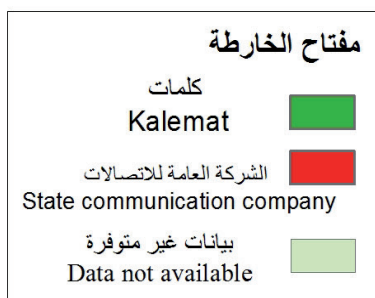 مفتاح الخارطة
كلمات
Kalemat
الشركة العامة للاتصالات
State communication company
بيانات غير متوفرة
Data not available